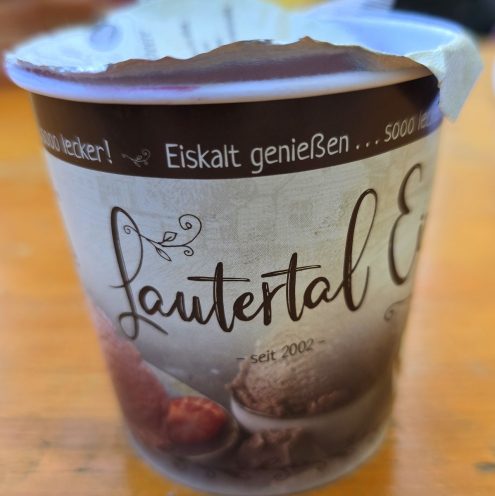 sooo lecker! Eiskalt genießen ... sooo
Lautertal
- seit 2002 -